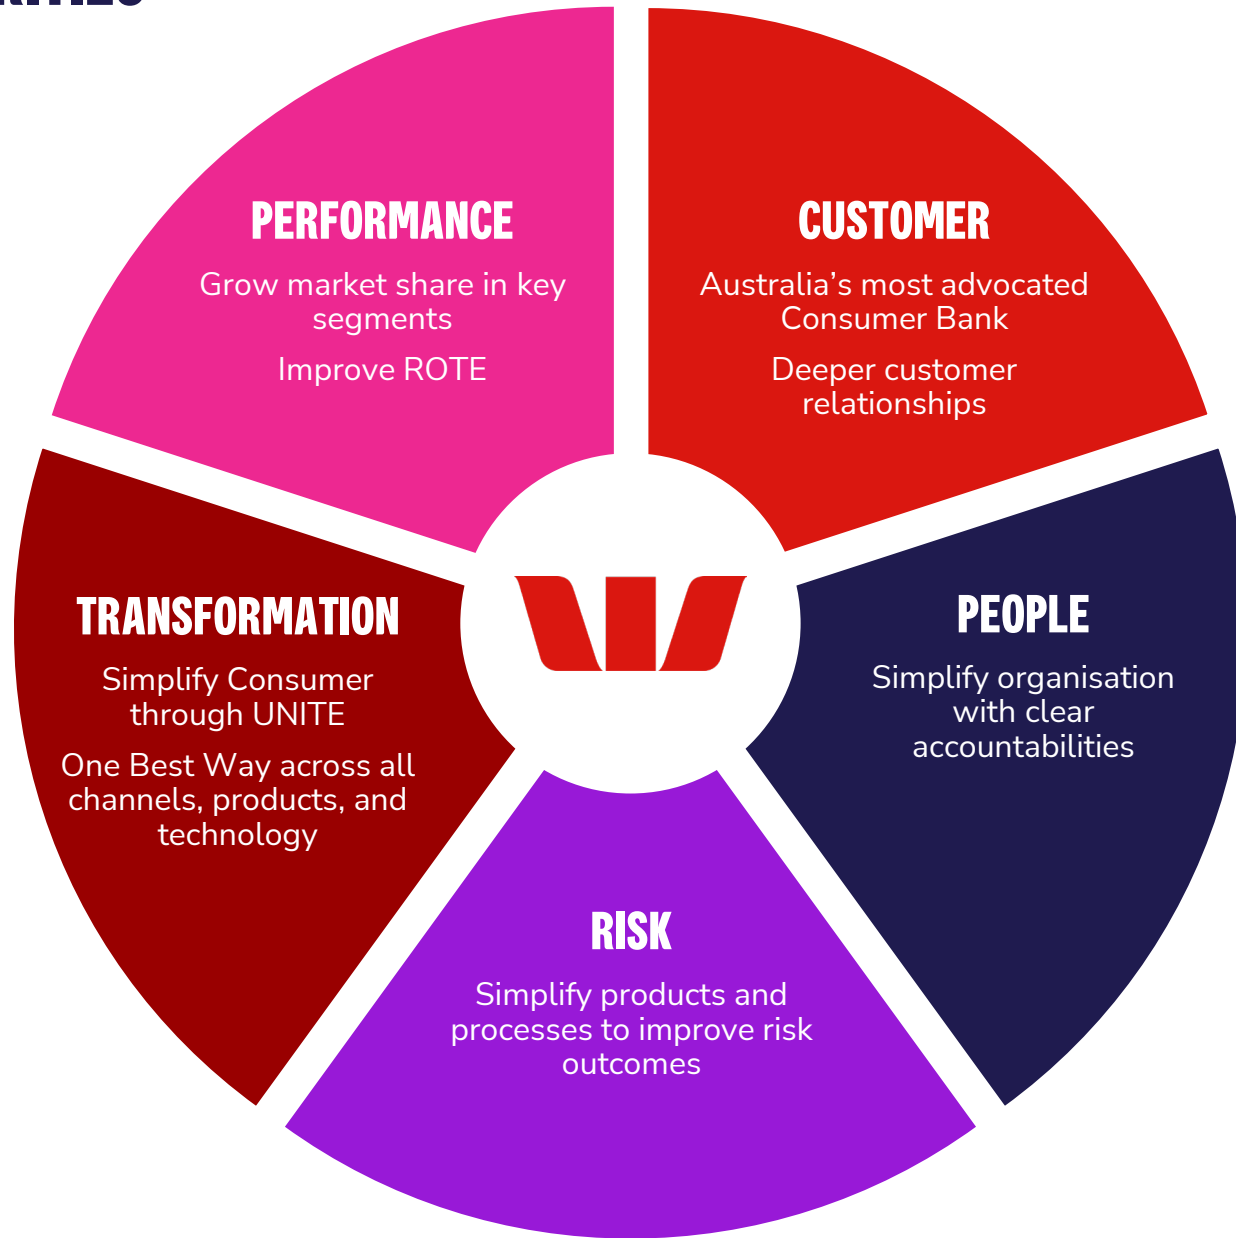 PERFORMANCE
Grow market share in key
segments
Improve ROTE
CUSTOMER
Australia’s most advocated
Consumer Bank
Deeper customer
relationships
PEOPLE
Simplify organisation
with clear
accountabilities
RISK
Simplify products and
processes to improve risk
outcomes
TRANSFORMATION
Simplify Consumer
through UNITE
One Best Way across all
channels, products, and
technology